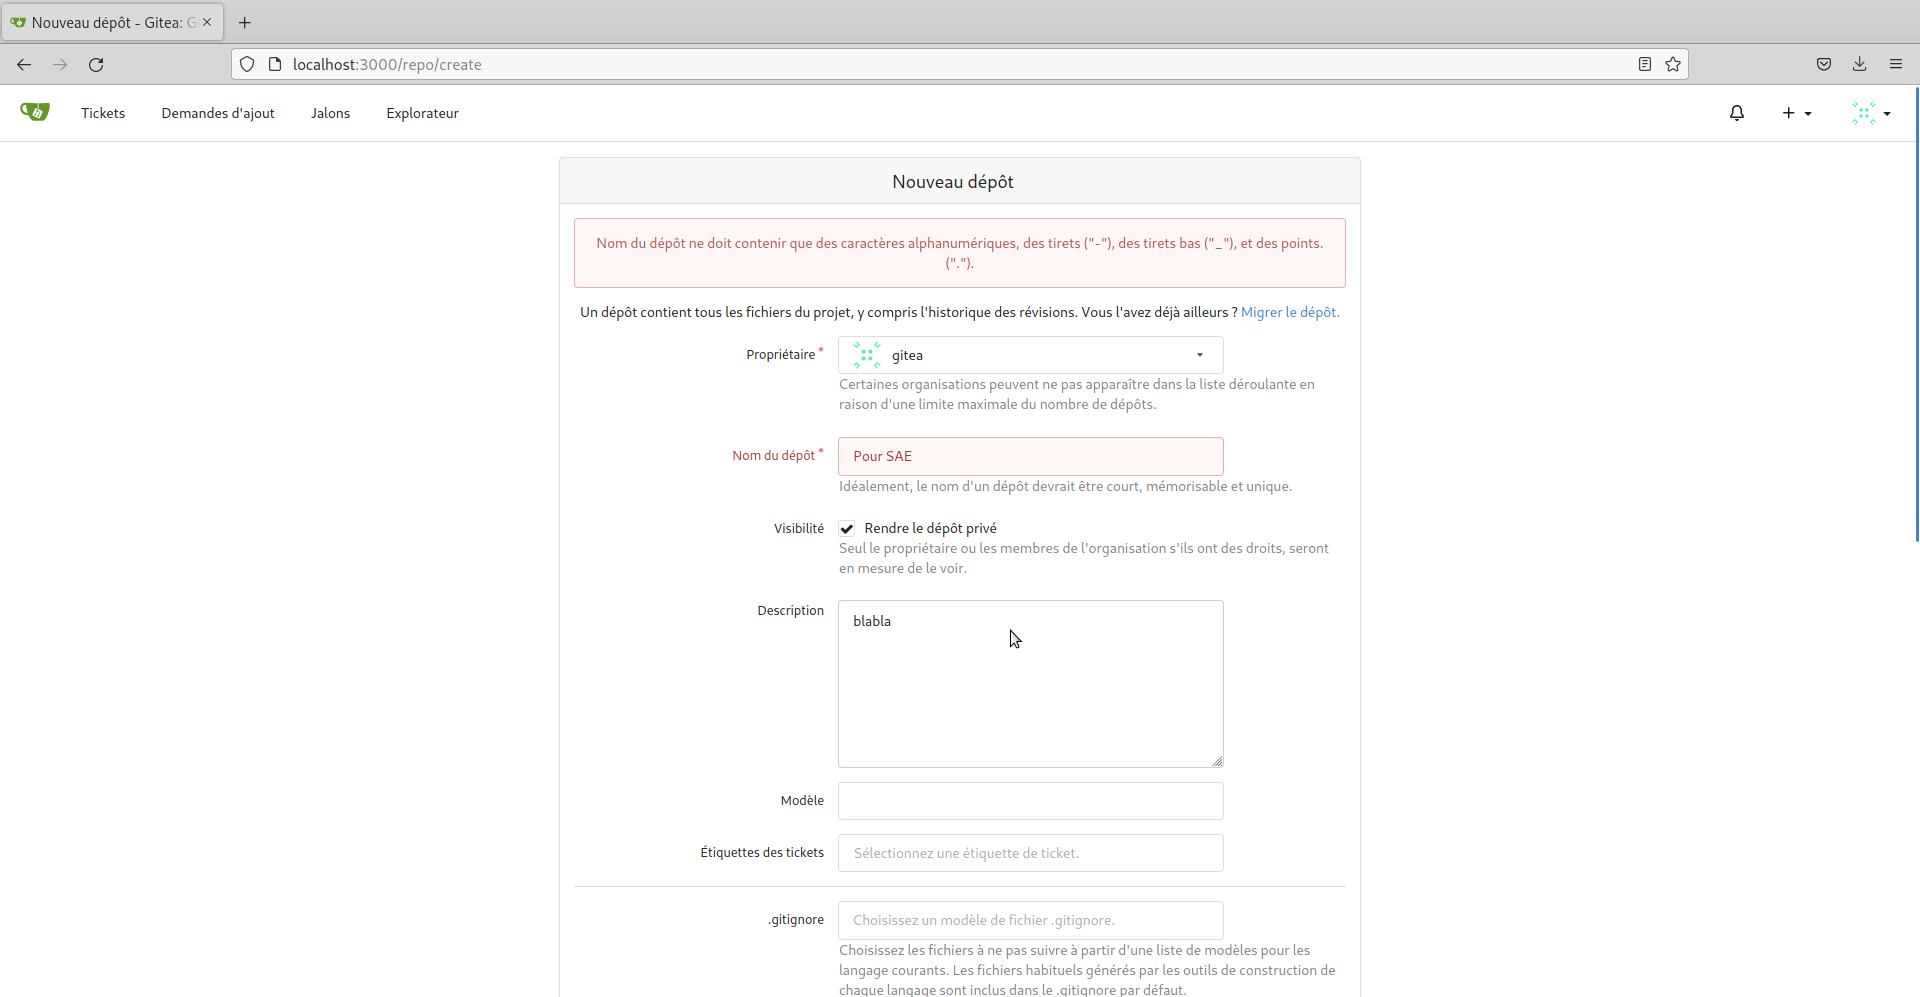 Nouveau dépôt - Gitea: G
localhost:3000/repo/create
Tickets Demandes d'ajout Jalons Explorateur
Nouveau dépôt
Nom du dépôt ne doit contenir que des caractères alphanumériques, des tirets ("-"), des tirets bas ("_"), et des points.
(".").
Un dépôt contient tous les fichiers du projet, y compris l'historique des révisions. Vous l'avez déjà ailleurs ? Migrer le dépôt.
Propriétaire * gitea
Certaines organisations peuvent ne pas apparaître dans la liste déroulante en
raison d'une limite maximale du nombre de dépôts.
Nom du dépôt * Pour SAE
Idéalement, le nom d'un dépôt devrait être court, mémorisable et unique.
Visibilité Rendre le dépôt privé
Seul le propriétaire ou les membres de l'organisation s'ils ont des droits, seront
en mesure de le voir.
Description blabla
Modèle
Étiquettes des tickets Sélectionnez une étiquette de ticket.
.gitignore Choisissez un modèle de fichier .gitignore.
Choisissez les fichiers à ne pas suivre à partir d'une liste de modèles pour les
langage courants. Les fichiers habituels générés par les outils de construction de
chaque langage sont inclus dans le .gitignore par défaut.